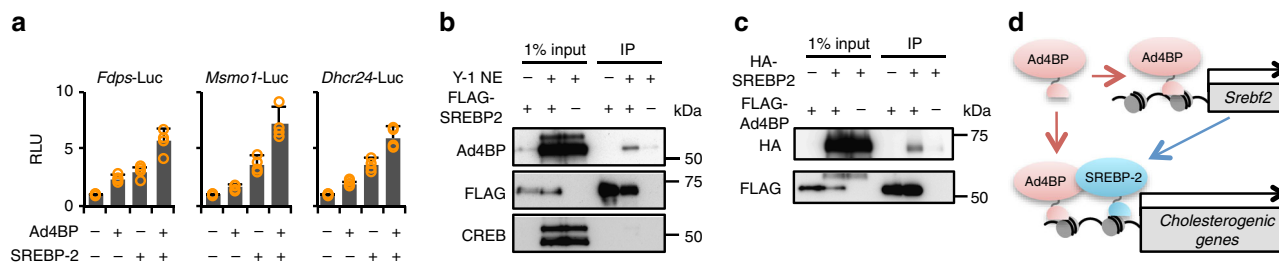 a
Fdps-Luc Msmo1-Luc Dhcr24-Luc
10
5
0
RLU
Ad4BP – + – + – + – + – + – +
SREBP-2 – – + + – – + + – – + +
b
1% input IP
Y-1 NE – + + – + +
FLAG-SREBP2 + + – + + –
kDa
Ad4BP
50
FLAG
75
50
CREB
50
c
1% input IP
HA-SREBP2 – + + – + +
FLAG-Ad4BP + + – + + –
kDa
HA
75
FLAG
50
d
Ad4BP Ad4BP
Srebf2
Ad4BP SREBP-2
Cholesterogenic
genes